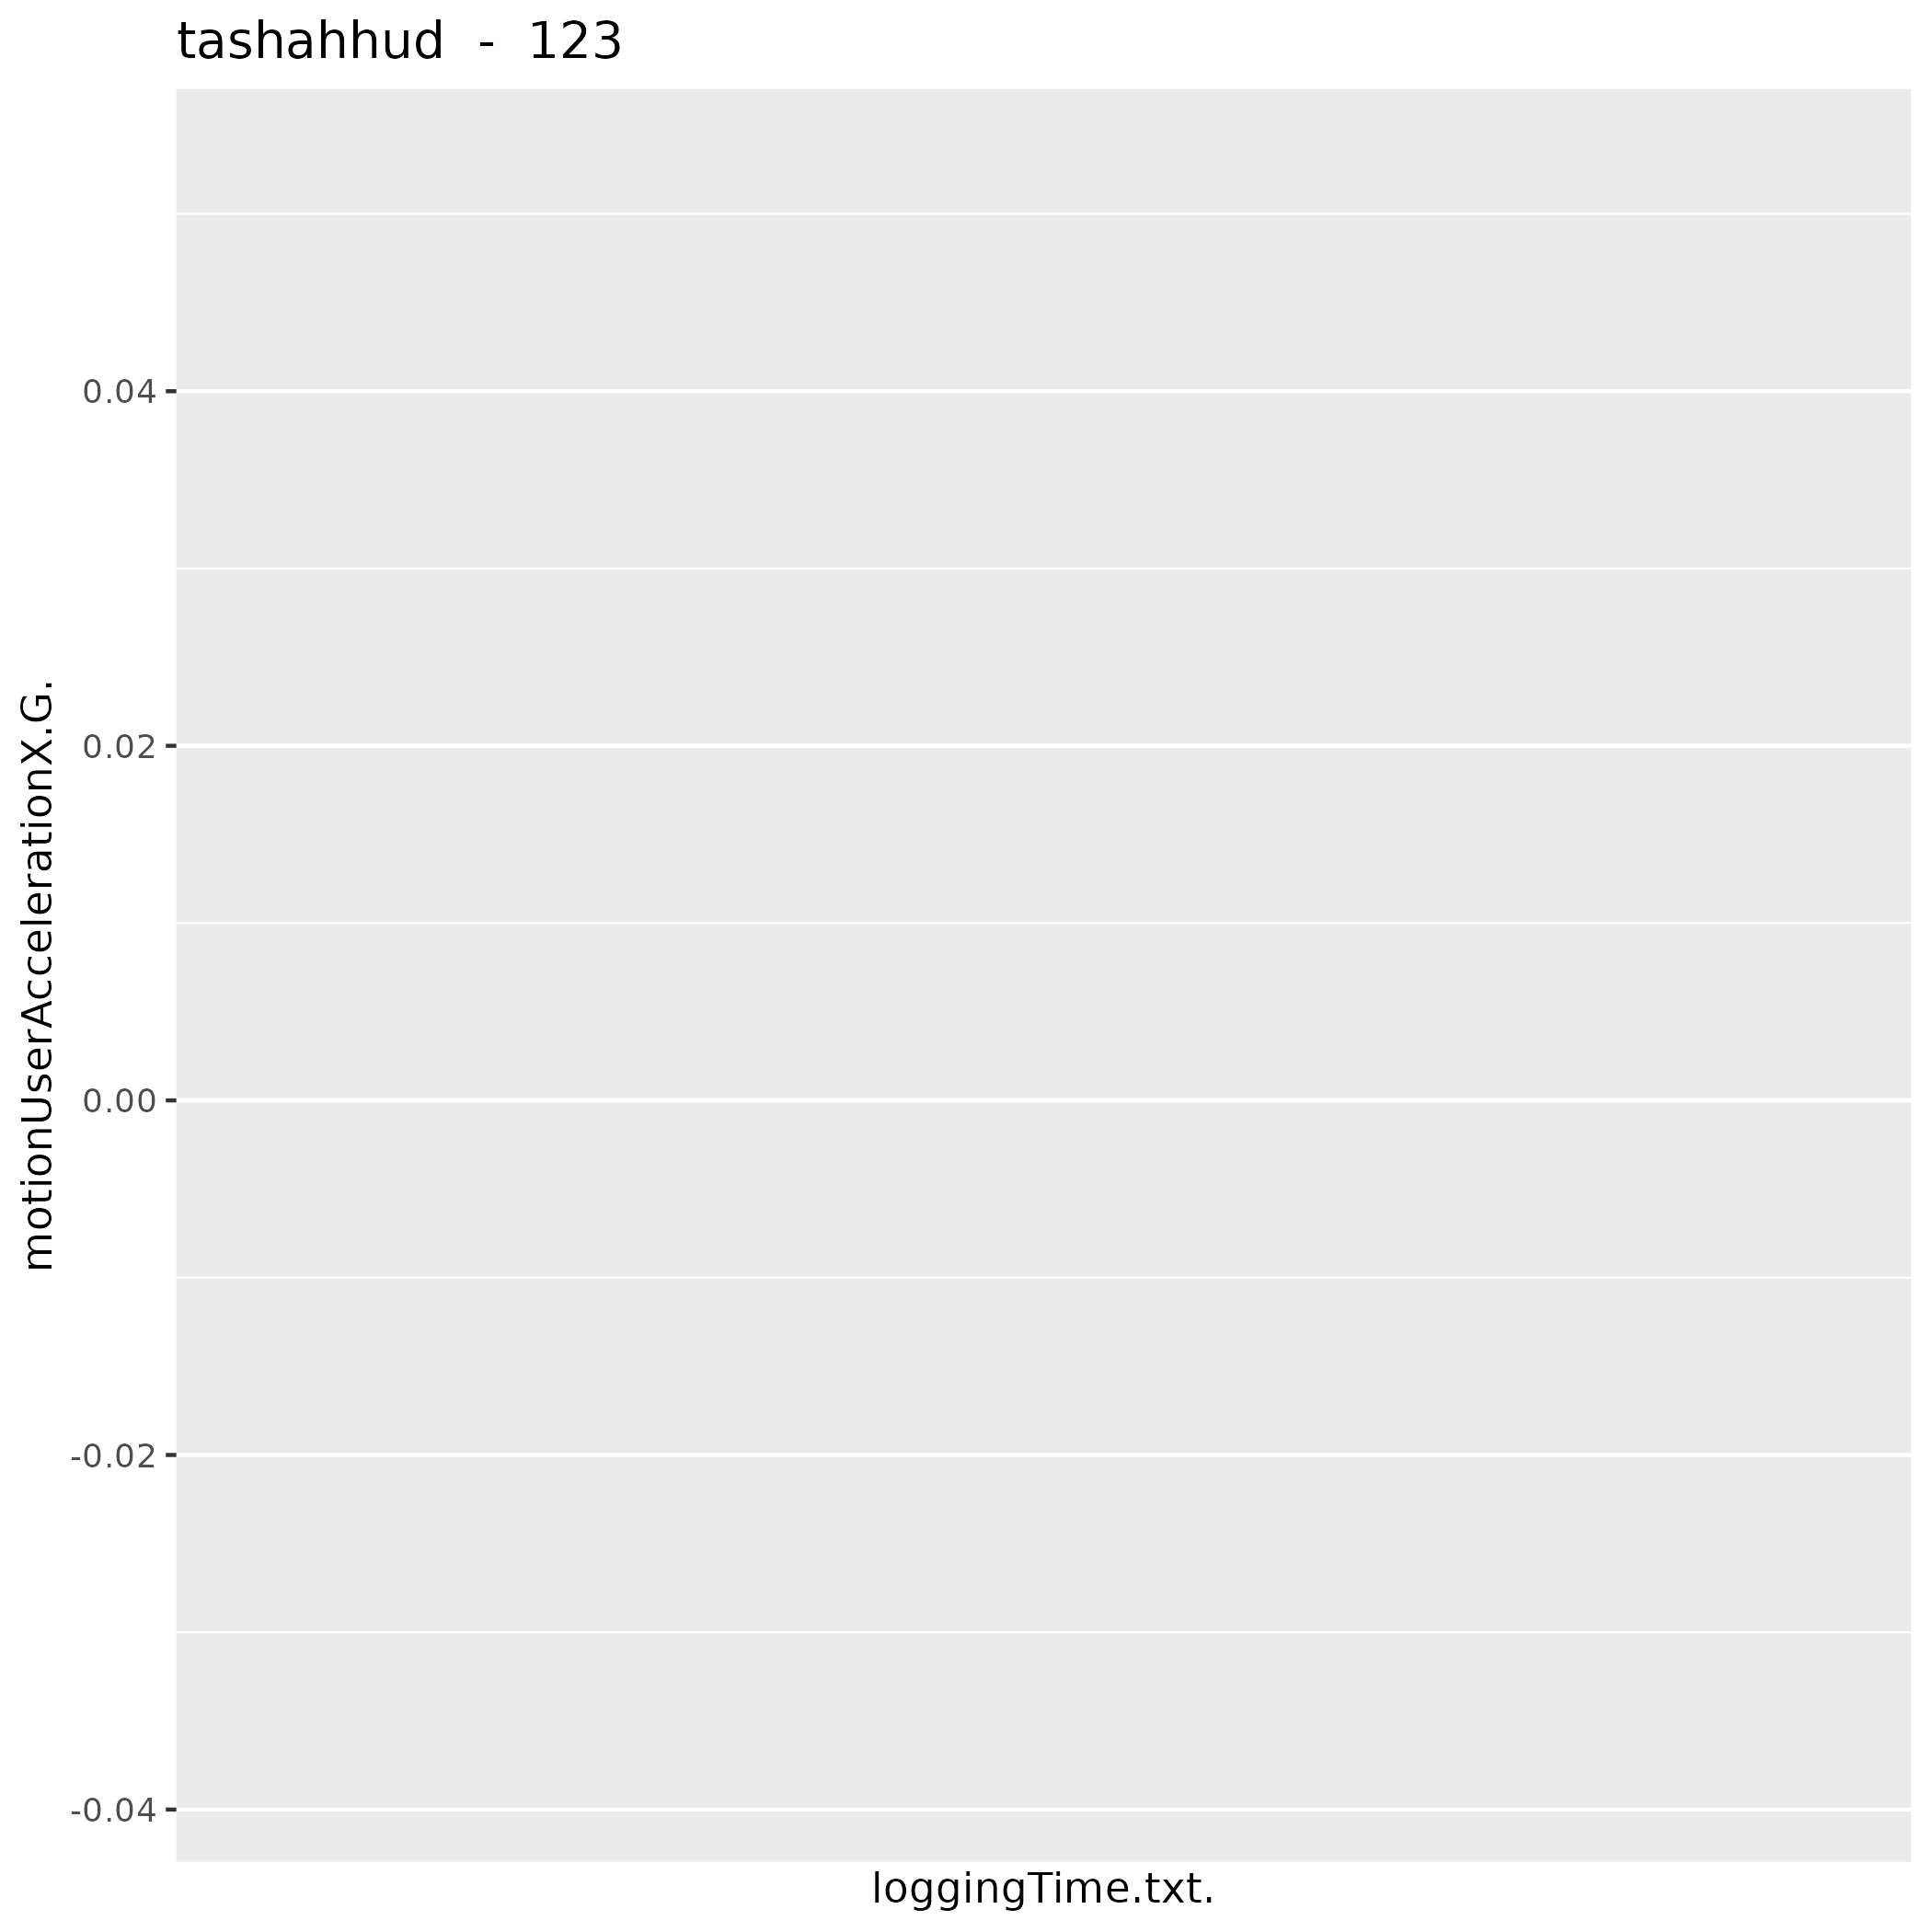 tashahhud - 123
motionUserAccelerationX.G.
0.04
0.02
0.00
-0.02
-0.04
loggingTime.txt.